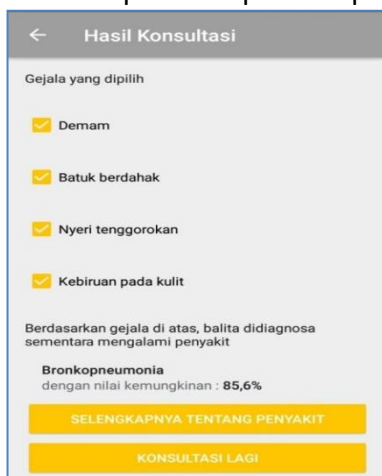 Hasil Konsultasi
Gejala yang dipilih
Demam
Batuk berdahak
Nyeri tenggorokan
Kebiruan pada kulit
Berdasarkan gejala di atas, balita didiagnosa
sementara mengalami penyakit
Bronkopneumonia
dengan nilai kemungkinan : 85,6%
SELENGKAPNYA TENTANG PENYAKIT
KONSULTASI LAGI